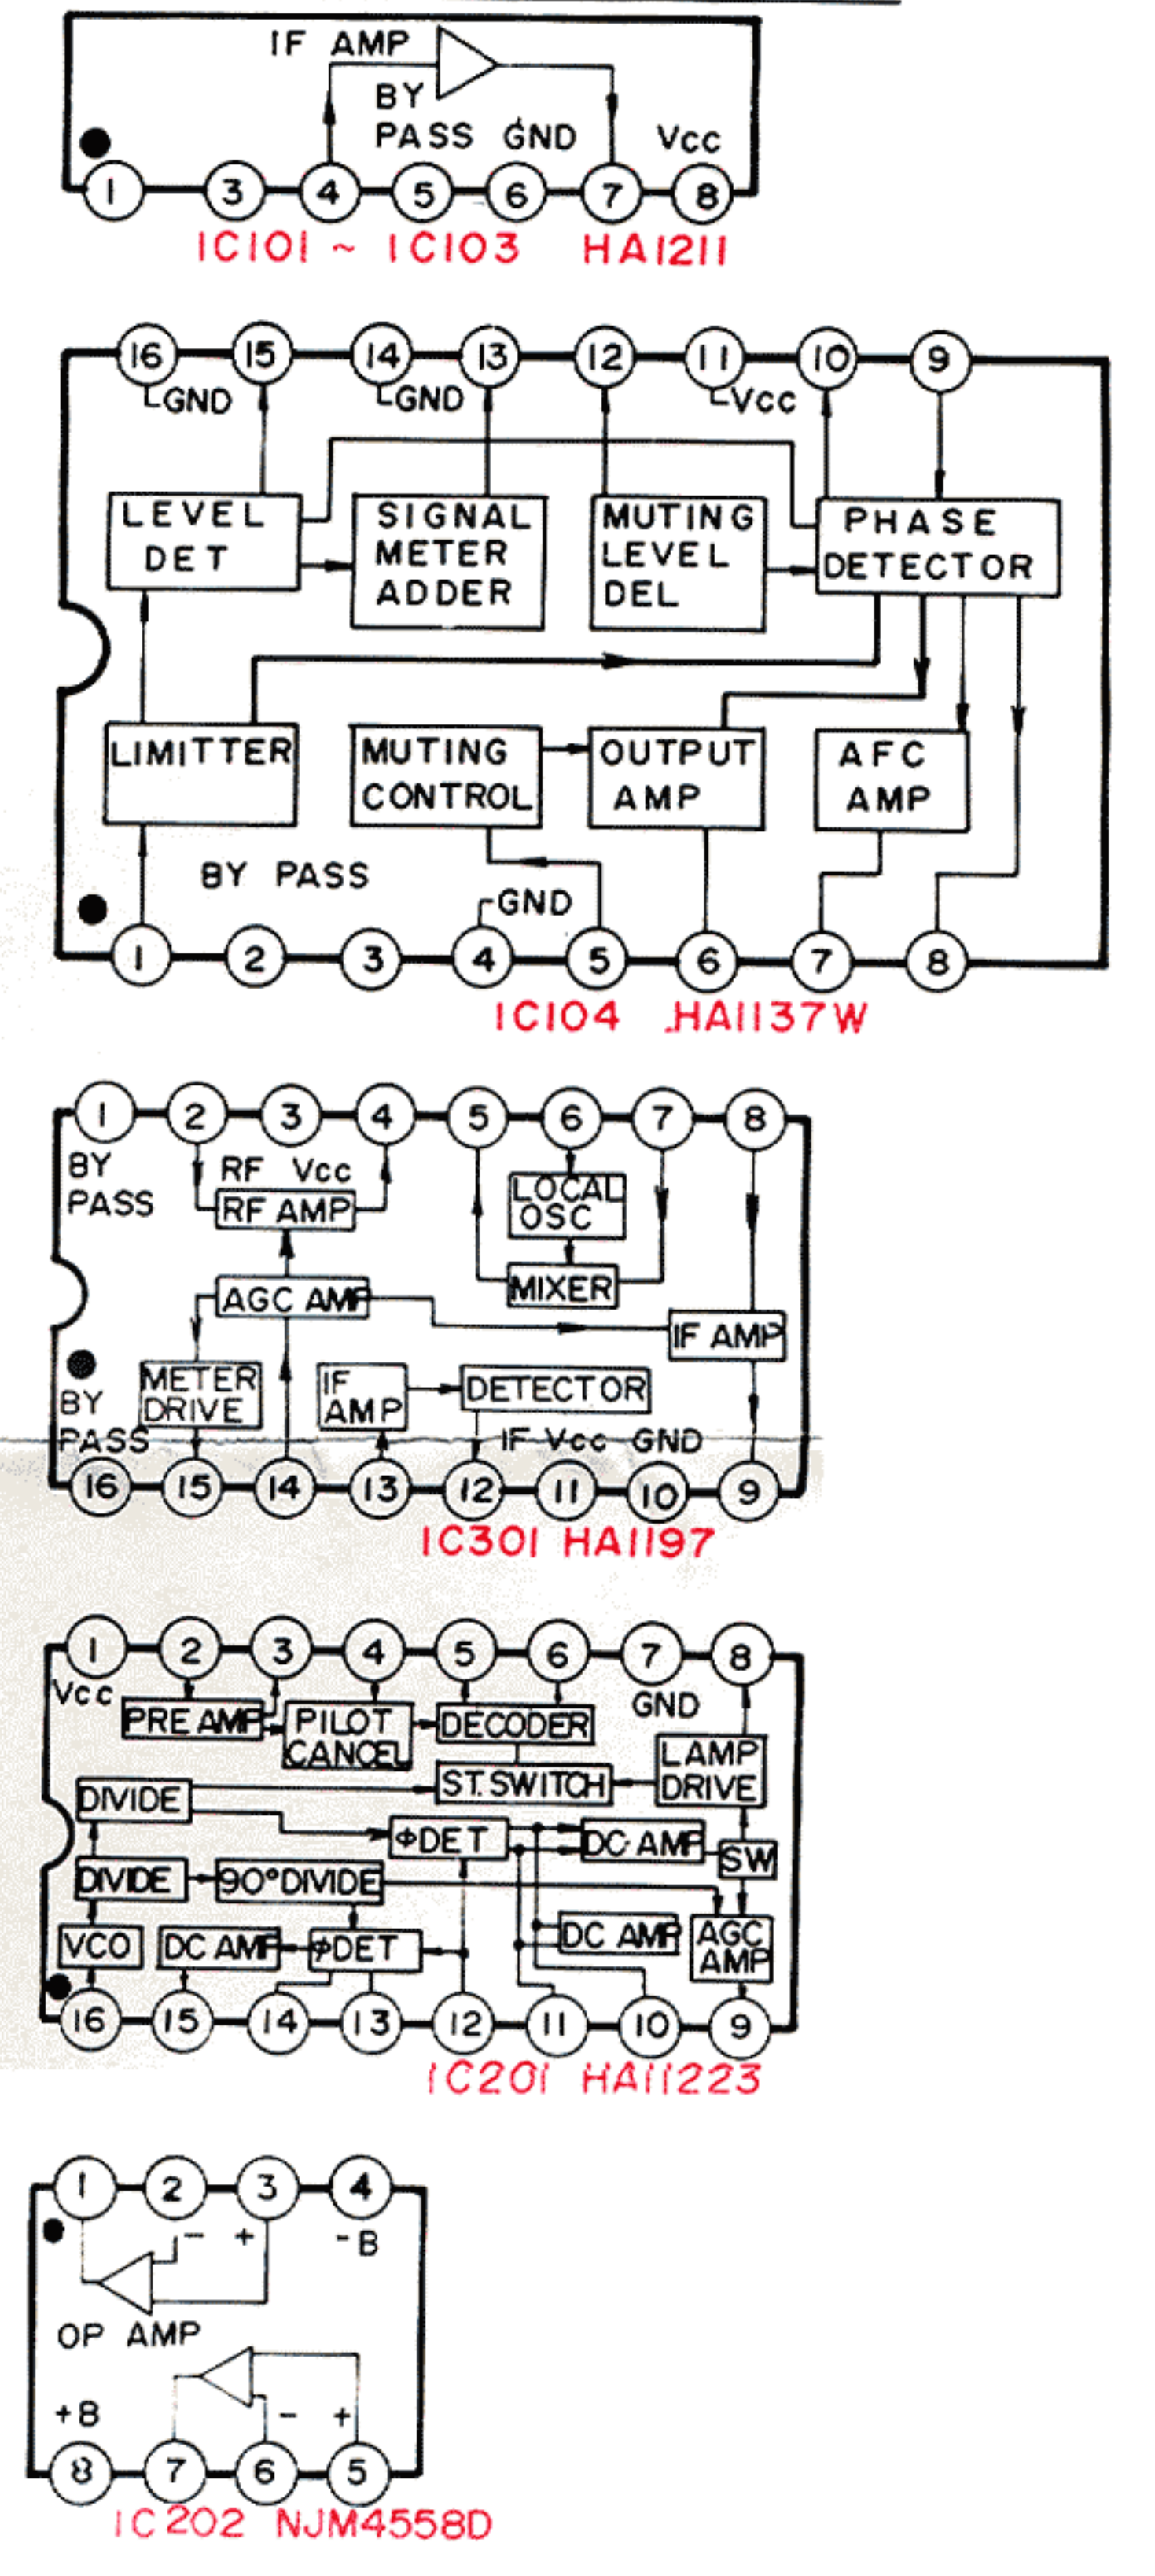 IF AMP
BY
PASS GND Vcc
1 3 4 5 6 7 8
IC101 ~ IC103 HA1211
16 15 14 13 12 11 10 9
GND GND Vcc
LEVEL DET
SIGNAL METER ADDER
MUTING LEVEL DEL
PHASE DETECTOR
LIMITTER
MUTING CONTROL
OUTPUT AMP
AFC AMP
BY PASS
GND
1 2 3 4 5 6 7 8
IC104 HA1137W
1 2 3 4 5 6 7 8
BY PASS
RF Vcc
RF AMP
LOCAL OSC
AGC AMP
MIXER
IF AMP
METER DRIVE
IF AMP
DETECTOR
BY PASS
IF Vcc GND
16 15 14 13 12 11 10 9
IC301 HA1197
1 2 3 4 5 6 7 8
Vcc
GND
PRE AMP
PILOT CANCEL
DECODER
LAMP DRIVE
DIVIDE
ST. SWITCH
ΦDET
DC AMP
SW
DIVIDE
90° DIVIDE
VCO
DC AMP
ΦDET
DC AMP
AGC AMP
16 15 14 13 12 11 10 9
IC201 HA11223
1 2 3 4
- + -B
OP AMP
+B - +
8 7 6 5
IC202 NJM4558D